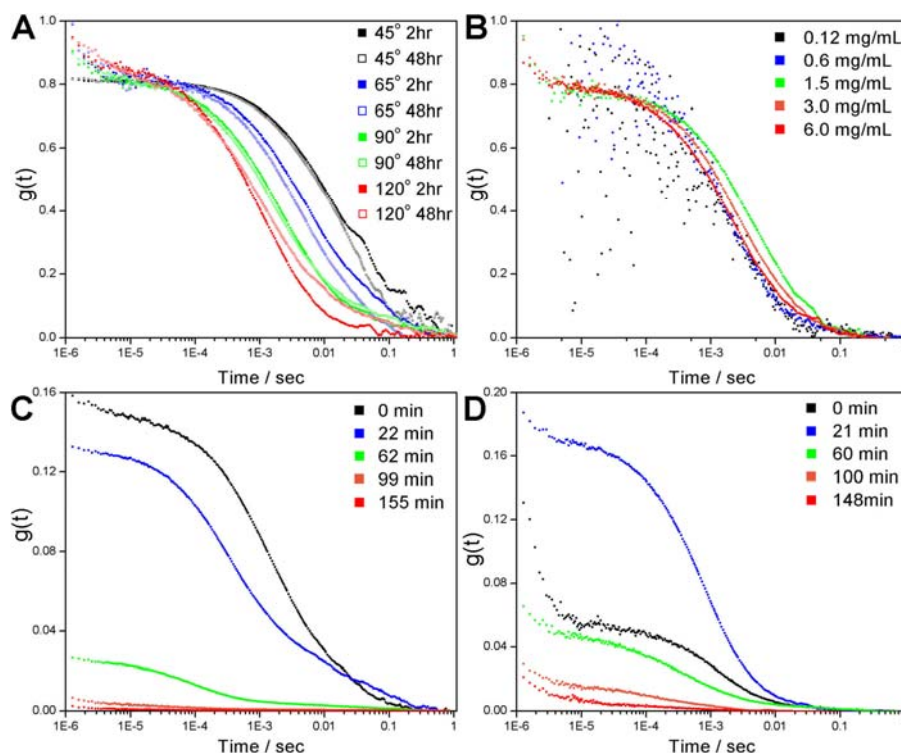 A
1.0
0.8
0.6
0.4
0.2
0.0
g(t)
1E-6
1E-5
1E-4
1E-3
0.01
0.1
1
Time / sec
45° 2hr
45° 48hr
65° 2hr
65° 48hr
90° 2hr
90° 48hr
120° 2hr
120° 48hr
B
1.0
0.8
0.6
0.4
0.2
0.0
g(t)
1E-6
1E-5
1E-4
1E-3
0.01
0.1
Time / sec
0.12 mg/mL
0.6 mg/mL
1.5 mg/mL
3.0 mg/mL
6.0 mg/mL
C
0.16
0.12
0.08
0.04
0.00
g(t)
1E-6
1E-5
1E-4
1E-3
0.01
0.1
1
Time / sec
0 min
22 min
62 min
99 min
155 min
D
0.20
0.16
0.12
0.08
0.04
0.00
g(t)
1E-6
1E-5
1E-4
1E-3
0.01
0.1
Time / sec
0 min
21 min
60 min
100 min
148min